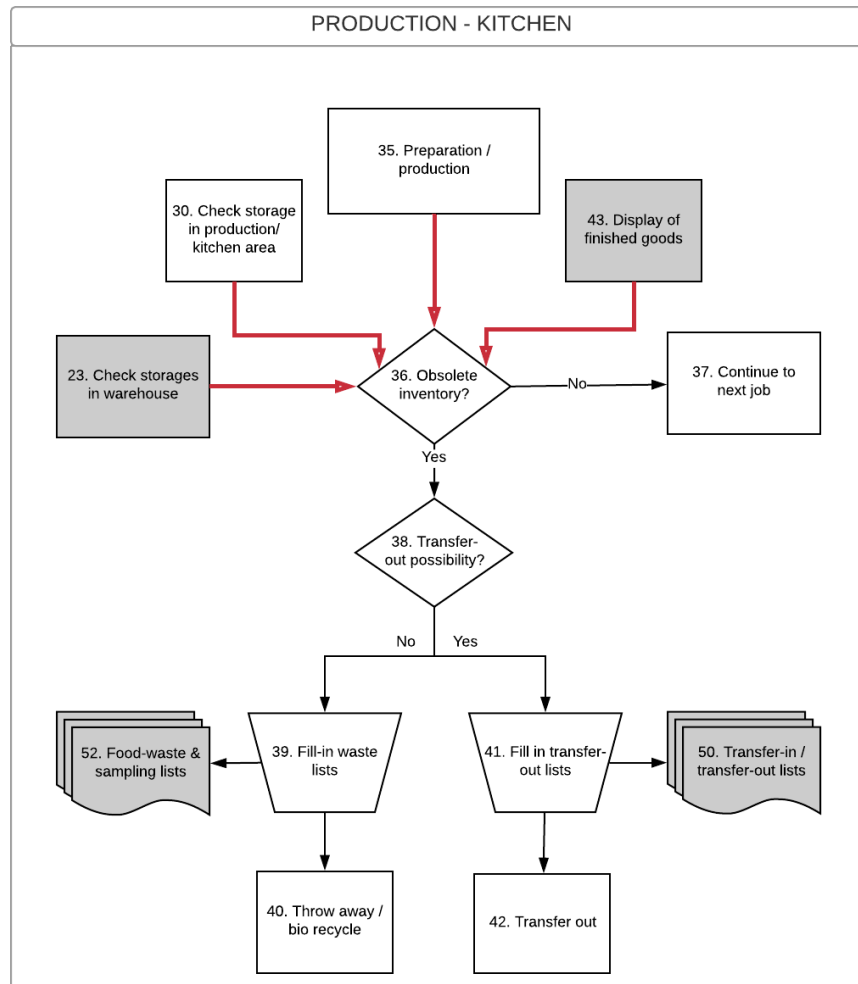 PRODUCTION - KITCHEN
35. Preparation /
production
30. Check storage
in production/
kitchen area
43. Display of
finished goods
23. Check storages
in warehouse
36. Obsolete
inventory?
No
37. Continue to
next job
Yes
38. Transfer-
out possibility?
No
Yes
52. Food-waste &
sampling lists
39. Fill-in waste
lists
41. Fill in transfer-
out lists
50. Transfer-in /
transfer-out lists
40. Throw away /
bio recycle
42. Transfer out